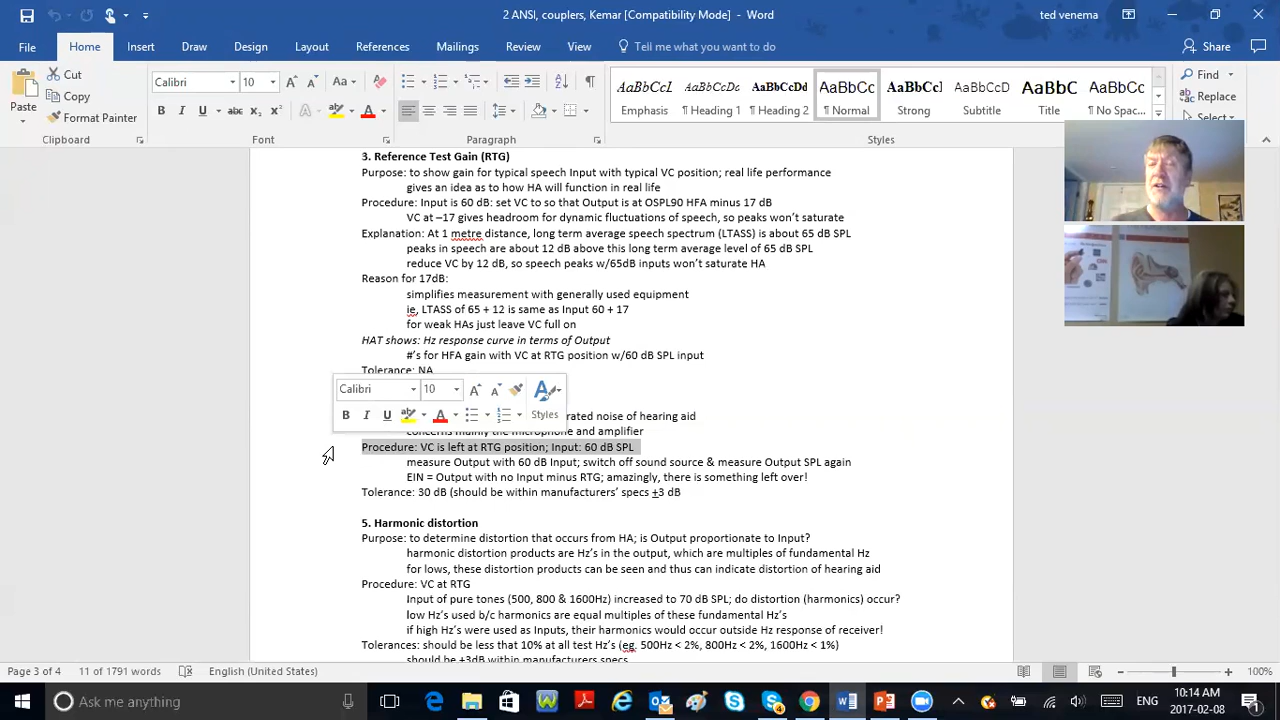 2 ANSI, couplers, Kemar [Compatibility Mode] - Word
ted venema
File Home Insert Draw Design Layout References Mailings Review View Tell me what you want to do Share
Paste
Cut
Copy
Format Painter
Clipboard
Calibri 10
Font
Paragraph
AaBbCcL Emphasis
AaBbCcDc ¶ Heading 1
AaBbCcDd ¶ Heading 2
AaBbCc ¶ Normal
AaBbCcl Strong
AaBbCcD Subtitle
AaBbC Title
AaBbCc ¶ No Spac...
Styles
Find
Replace
Select
3. Reference Test Gain (RTG)
Purpose: to show gain for typical speech Input with typical VC position; real life performance
gives an idea as to how HA will function in real life
Procedure: Input is 60 dB: set VC to so that Output is at OSPL90 HFA minus 17 dB
VC at –17 gives headroom for dynamic fluctuations of speech, so peaks won't saturate
Explanation: At 1 metre distance, long term average speech spectrum (LTASS) is about 65 dB SPL
peaks in speech are about 12 dB above this long term average level of 65 dB SPL
reduce VC by 12 dB, so speech peaks w/65dB inputs won't saturate HA
Reason for 17dB:
simplifies measurement with generally used equipment
ie, LTASS of 65 + 12 is same as Input 60 + 17
for weak HAs just leave VC full on
HAT shows: Hz response curve in terms of Output
#'s for HFA gain with VC at RTG position w/60 dB SPL input
Tolerance: NA
Calibri 10
Styles
rated noise of hearing aid
concerns mainly the microphone and amplifier
Procedure: VC is left at RTG position; Input: 60 dB SPL
measure Output with 60 dB Input; switch off sound source & measure Output SPL again
EIN = Output with no Input minus RTG; amazingly, there is something left over!
Tolerance: 30 dB (should be within manufacturers' specs +3 dB
5. Harmonic distortion
Purpose: to determine distortion that occurs from HA; is Output proportionate to Input?
harmonic distortion products are Hz's in the output, which are multiples of fundamental Hz
for lows, these distortion products can be seen and thus can indicate distortion of hearing aid
Procedure: VC at RTG
Input of pure tones (500, 800 & 1600Hz) increased to 70 dB SPL; do distortion (harmonics) occur?
low Hz's used b/c harmonics are equal multiples of these fundamental Hz's
if high Hz's were used as Inputs, their harmonics would occur outside Hz response of receiver!
Tolerances: should be less that 10% at all test Hz's (eg. 500Hz < 2%, 800Hz < 2%, 1600Hz < 1%)
should be +3dB within manufacturers specs
Page 3 of 4 11 of 1791 words English (United States) 100%
Ask me anything
ENG
10:14 AM
2017-02-08